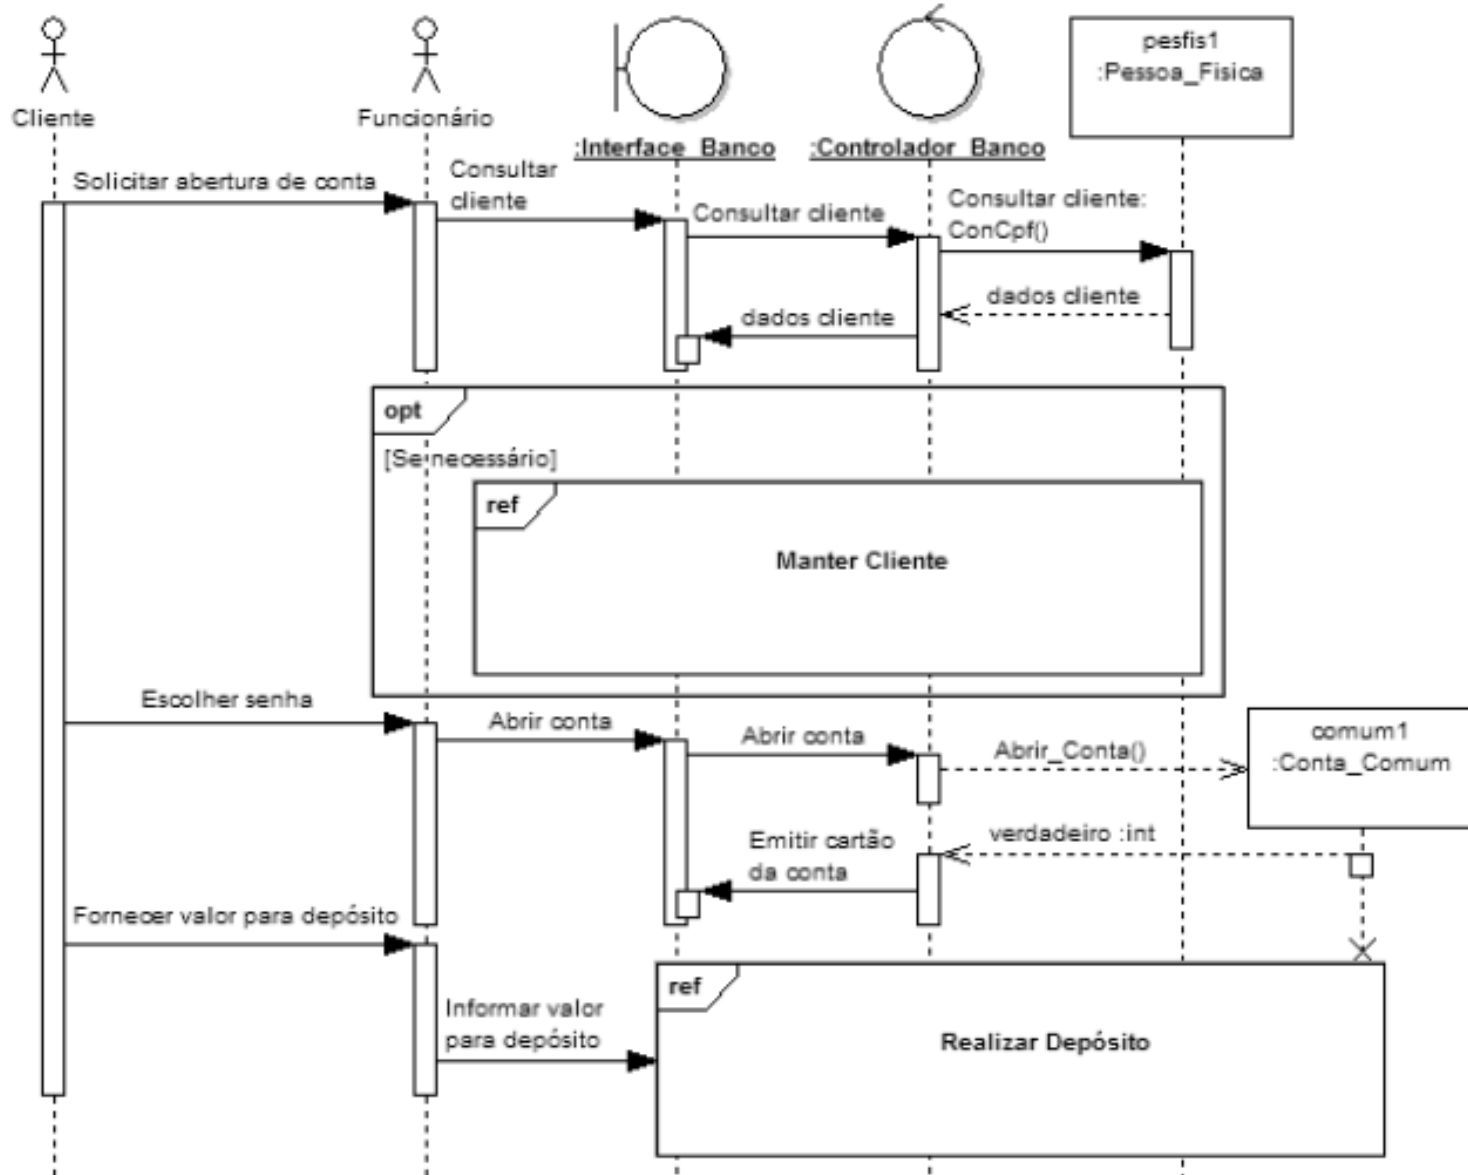 pesfis1
:Pessoa_Fisica
Cliente
Funcionário
:Interface_Banco
:Controlador_Banco
Solicitar abertura de conta
Consultar
cliente
Consultar cliente
Consultar cliente:
ConCpf()
dados cliente
dados cliente
opt
[Se necessário]
ref
Manter Cliente
Escolher senha
Abrir conta
Abrir conta
Abrir_Conta()
comum1
:Conta_Comum
verdadeiro :int
Emitir cartão
da conta
Fornecer valor para depósito
ref
Informar valor
para depósito
Realizar Depósito